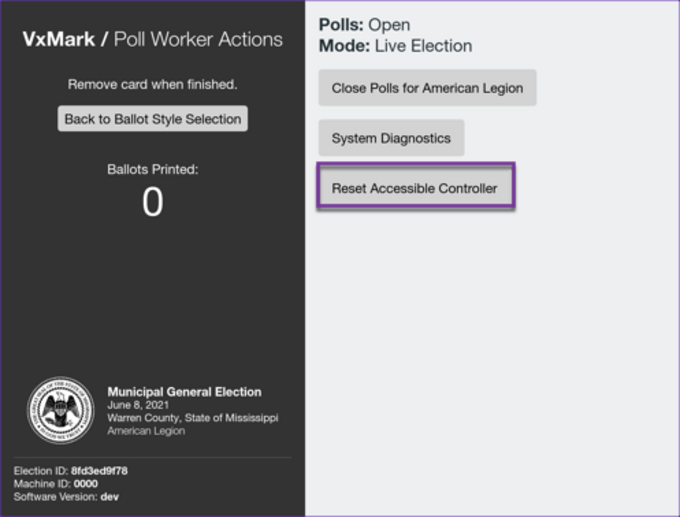 VxMark / Poll Worker Actions
Remove card when finished.
Back to Ballot Style Selection
Ballots Printed:
0
Municipal General Election
June 8, 2021
Warren County, State of Mississippi
American Legion
Election ID: 8fd3ed9f78
Machine ID: 0000
Software Version: dev
Polls: Open
Mode: Live Election
Close Polls for American Legion
System Diagnostics
Reset Accessible Controller